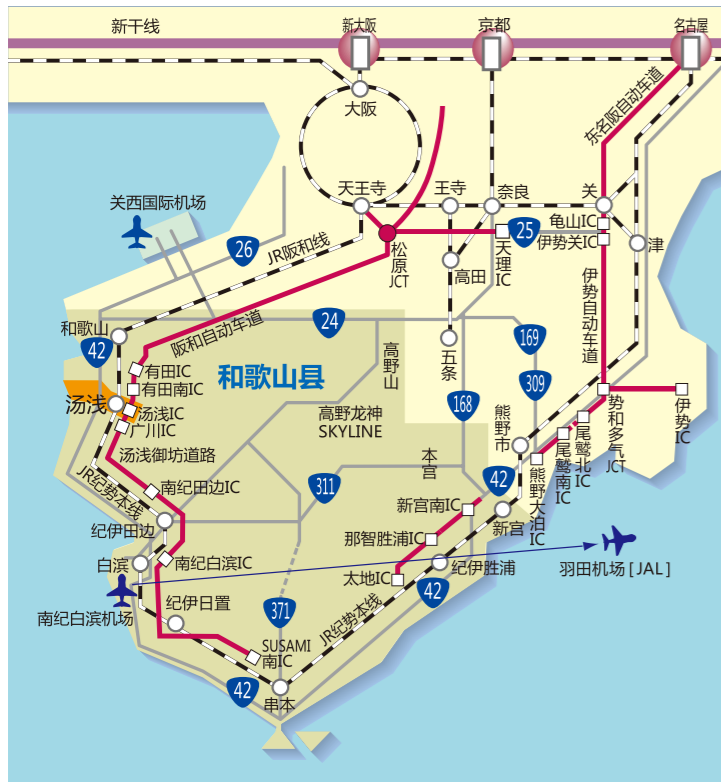 新干线
新大阪
京都
名古屋
大阪
东名阪自动车道
天王寺
王寺
奈良
关
关西国际机场
龟山IC
25
伊势关IC
26
JR阪和线
松原JCT
天理IC
津
高田
伊势自动车道
和歌山
阪和自动车道
24
169
42
五条
高野山
有田IC
和歌山县
309
有田南IC
汤浅
汤浅IC
高野龙神
SKYLINE
168
熊野市
势和多气JCT
伊势IC
广川IC
尾鹫北IC
尾鹫南IC
汤浅御坊道路
本宫
熊野大泊IC
JR纪势本线
南纪田边IC
311
42
新宫南IC
新宫
纪伊田边
那智胜浦IC
白滨
南纪白滨IC
纪伊胜浦
羽田机场 [ JAL ]
太地IC
南纪白滨机场
纪伊日置
371
42
JR纪势本线
SUSAMI
南IC
42
串本